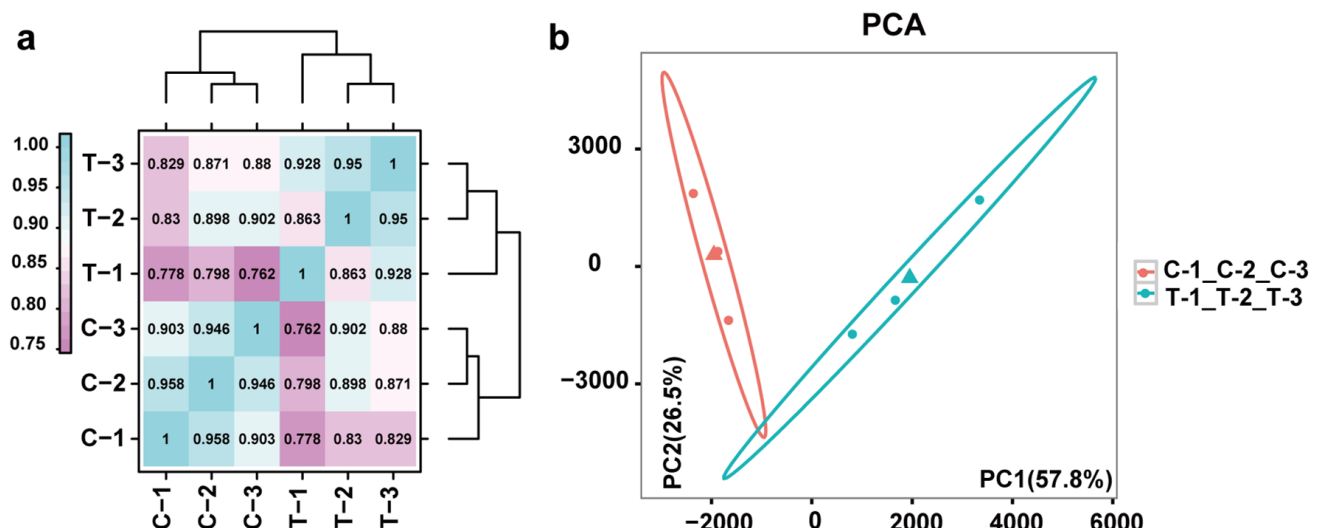 a
1.00
0.95
0.90
0.85
0.80
0.75
T−3 0.829 0.871 0.88 0.928 0.95 1
T−2 0.83 0.898 0.902 0.863 1 0.95
T−1 0.778 0.798 0.762 1 0.863 0.928
C−3 0.903 0.946 1 0.762 0.902 0.88
C−2 0.958 1 0.946 0.798 0.898 0.871
C−1 1 0.958 0.903 0.778 0.83 0.829
C−1 C−2 C−3 T−1 T−2 T−3
b
PCA
3000
0
−3000
PC2(26.5%)
PC1(57.8%)
−2000 0 2000 4000 6000
C-1_C-2_C-3
T-1_T-2_T-3